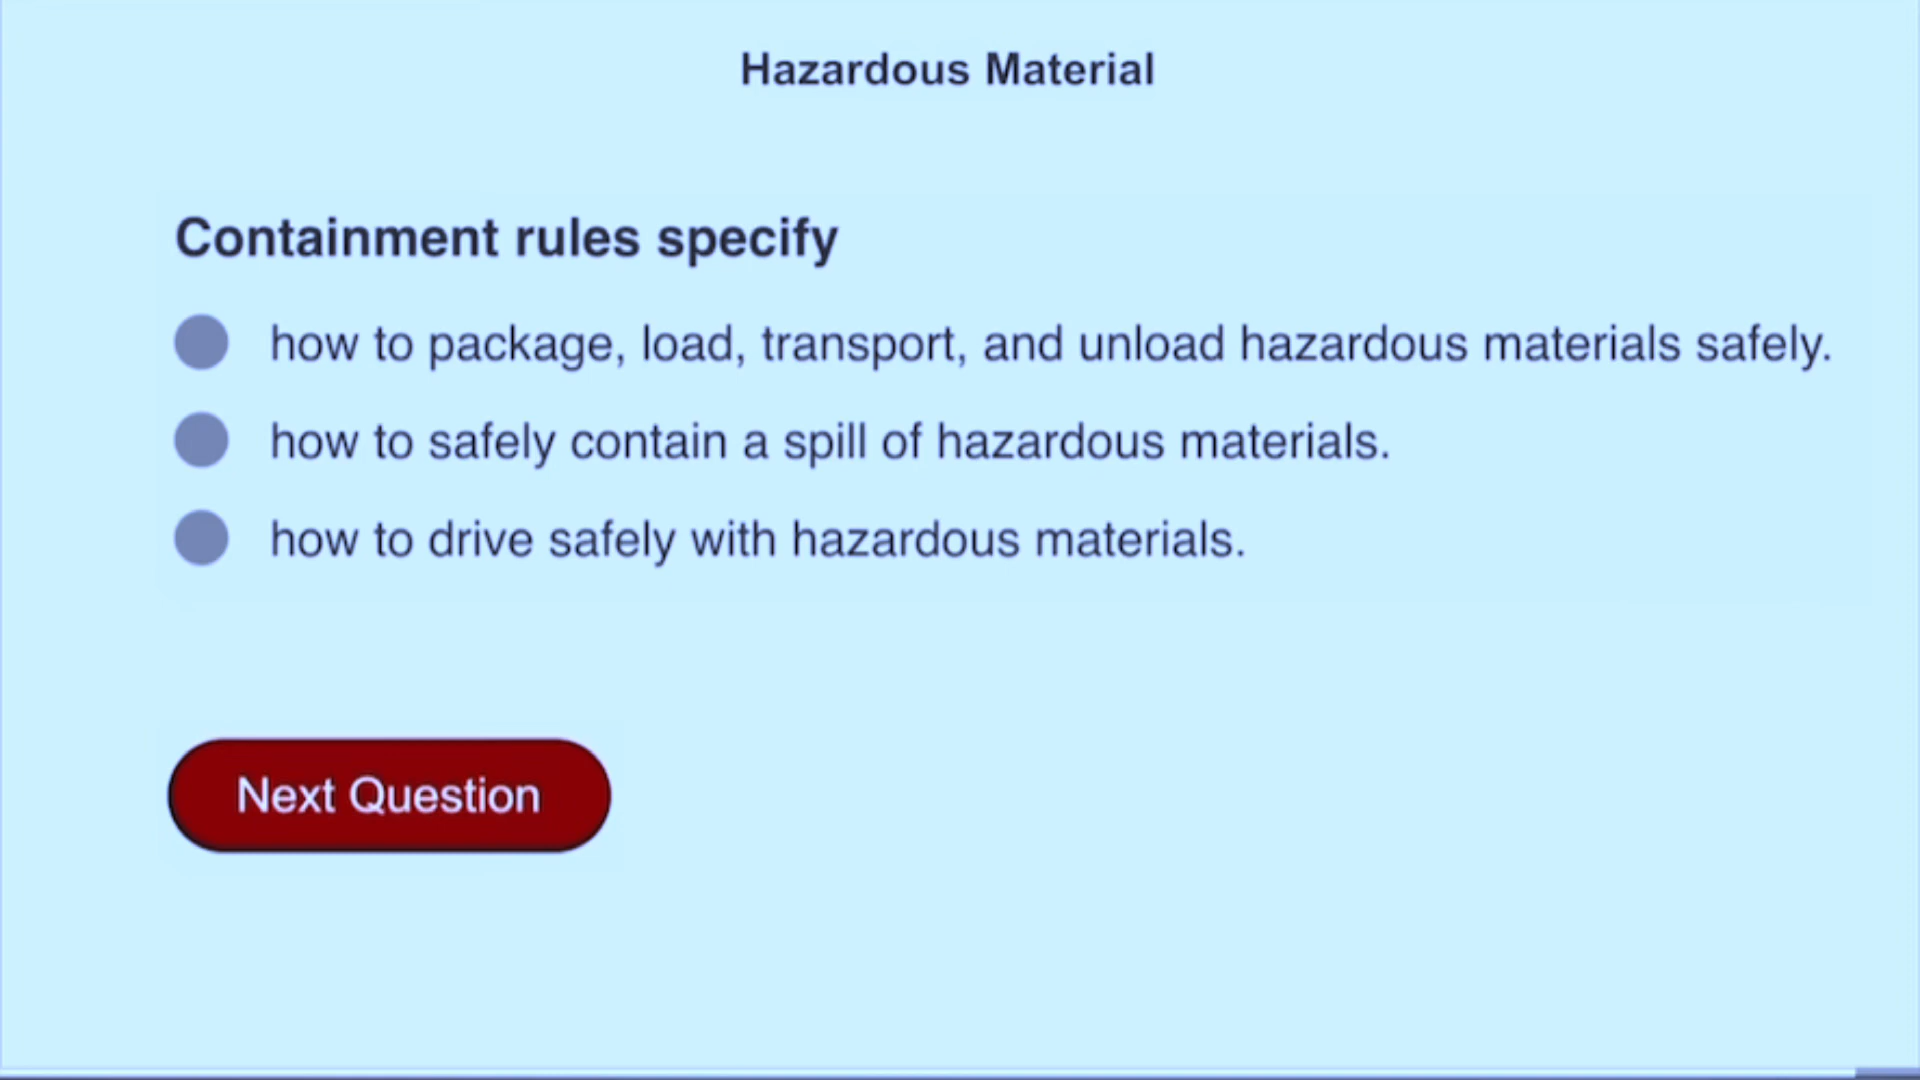 Hazardous Material
Containment rules specify
how to package, load, transport, and unload hazardous materials safely.
how to safely contain a spill of hazardous materials.
how to drive safely with hazardous materials.
Next Question